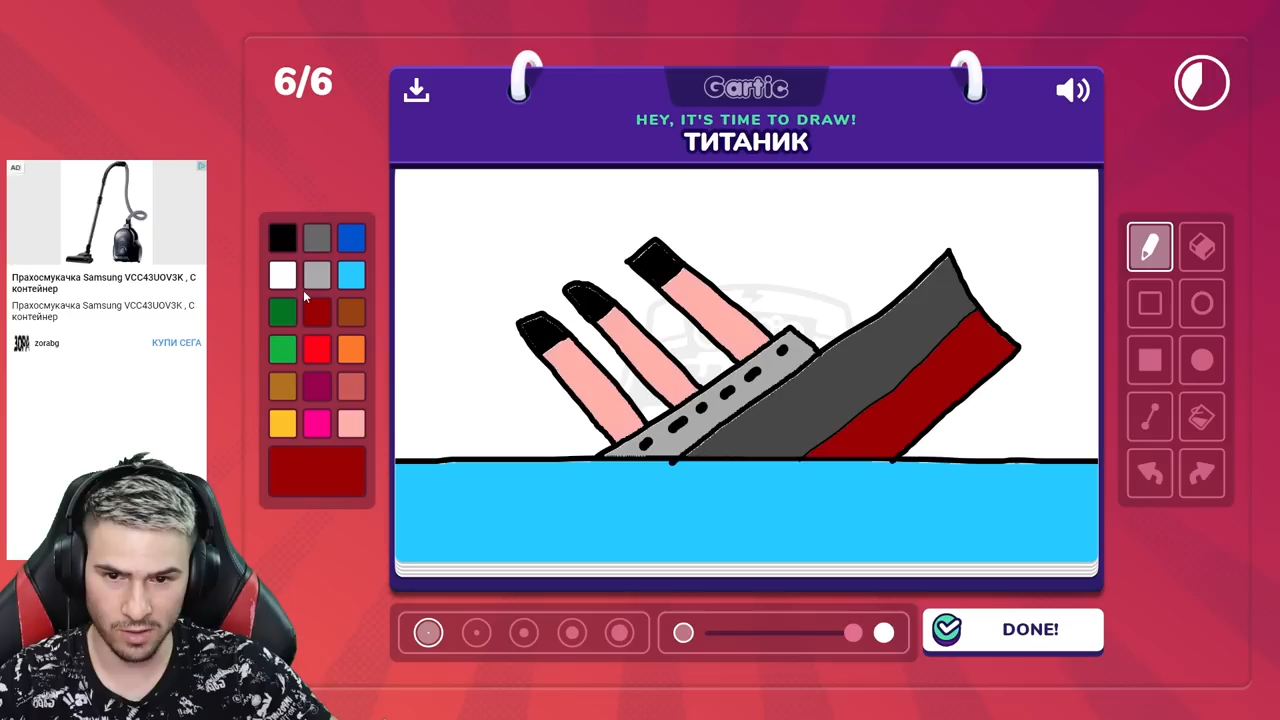 6/6
Gartic
HEY, IT'S TIME TO DRAW!
ТИТАНИК
AD
Прахосмукачка Samsung VCC43UOV3K , С
контейнер
Прахосмукачка Samsung VCC43UOV3K , С
контейнер
zorabg
КУПИ СЕГА
DONE!